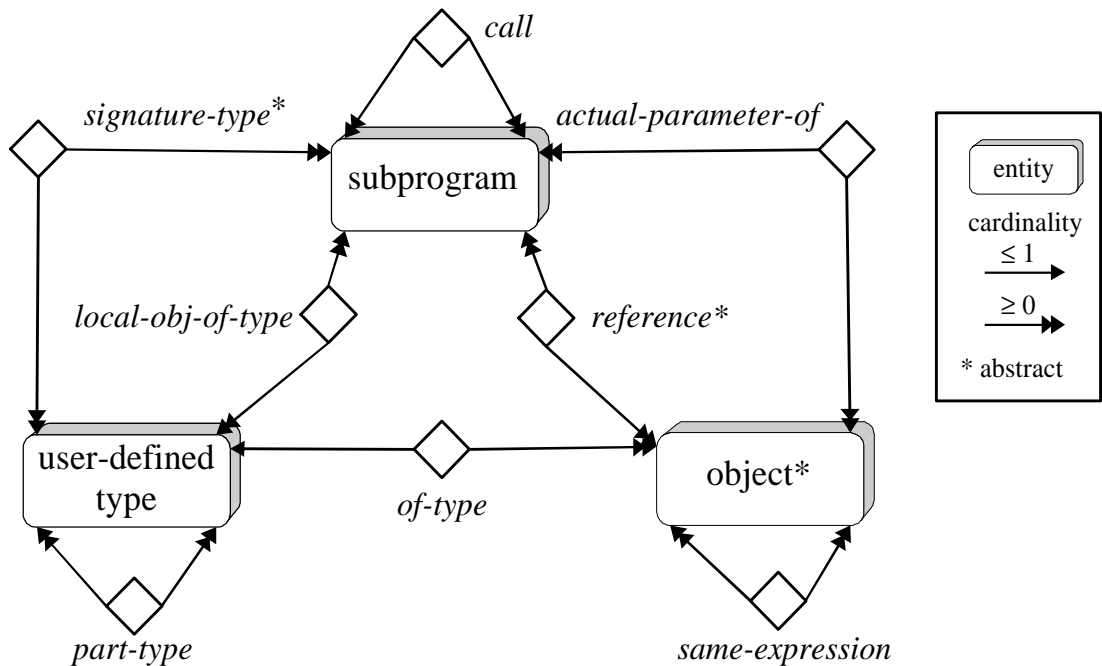 call
signature-type*
actual-parameter-of
subprogram
entity
cardinality
≤ 1
≥ 0
* abstract
local-obj-of-type
reference*
user-defined
type
of-type
object*
part-type
same-expression